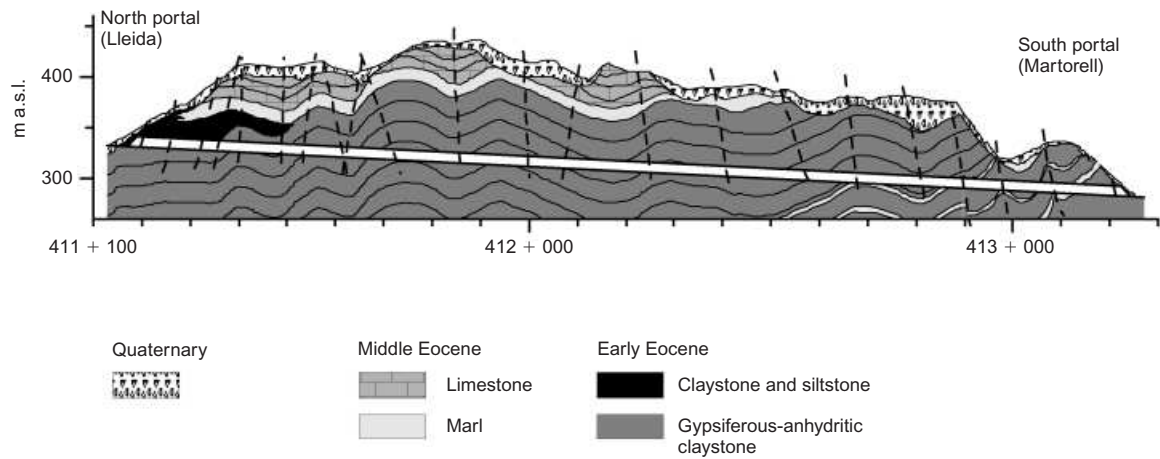 North portal
(Lleida)
South portal
(Martorell)
m a.s.l.
400
300
411 + 100
412 + 000
413 + 000
Quaternary
Middle Eocene
Early Eocene
Limestone
Claystone and siltstone
Marl
Gypsiferous-anhydritic
claystone